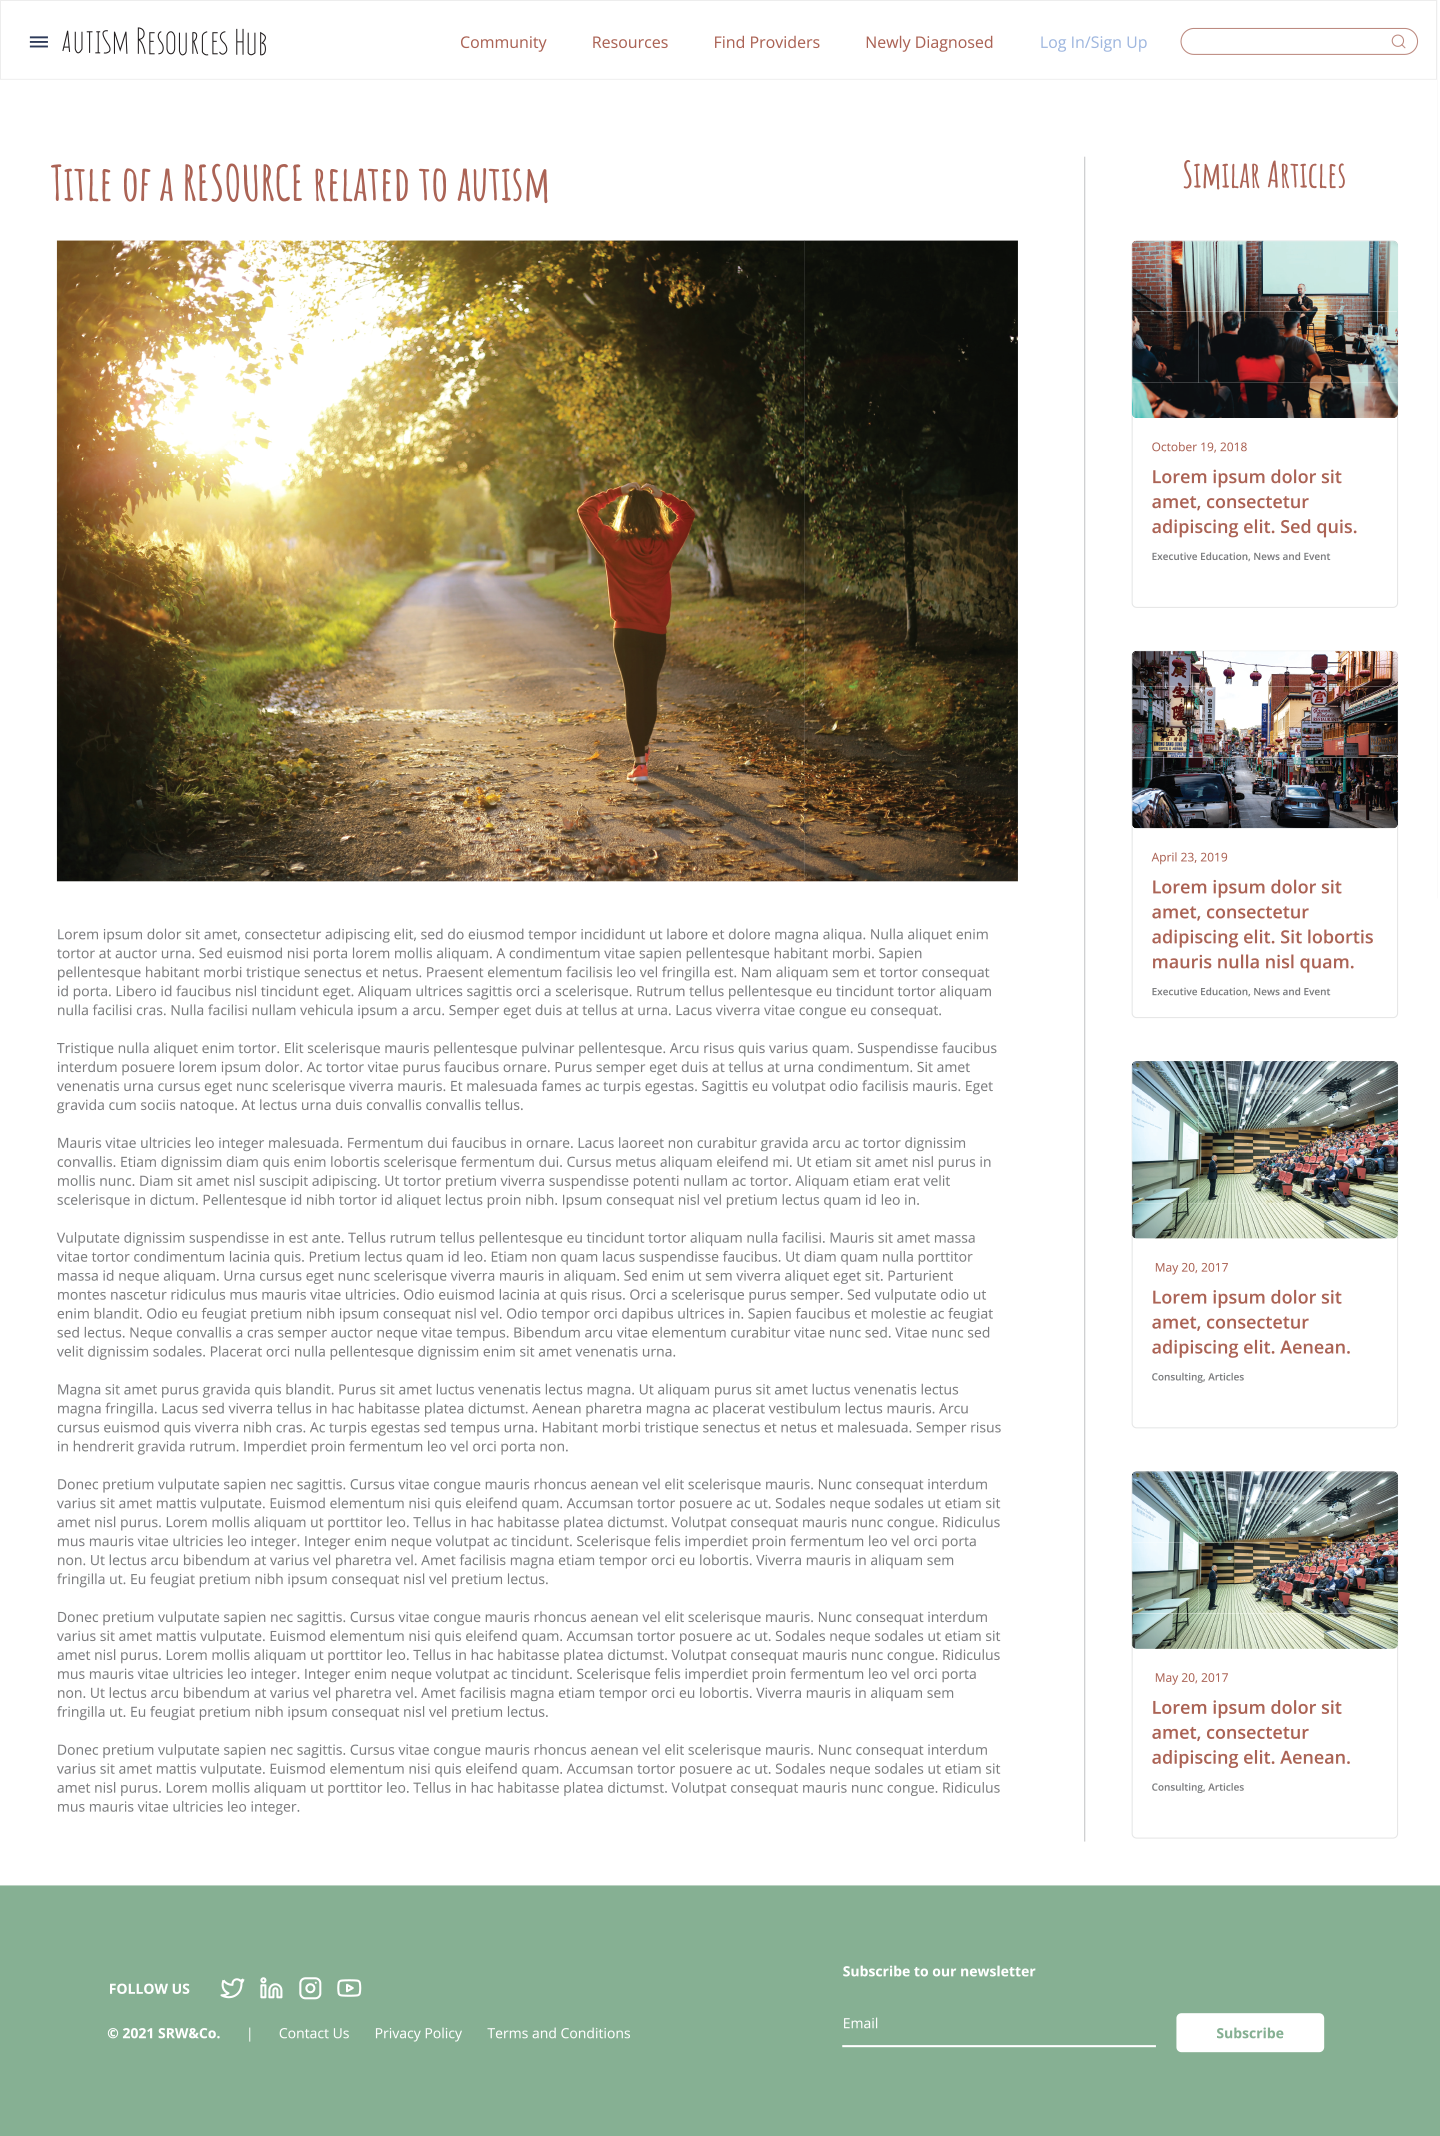 AUTISM RESOURCES HUB
Community Resources Find Providers Newly Diagnosed Log In/Sign Up
TITLE OF A RESOURCE RELATED TO AUTISM
Lorem ipsum dolor sit amet, consectetur adipiscing elit, sed do eiusmod tempor incididunt ut labore et dolore magna aliqua. Nulla aliquet enim
tortor at auctor urna. Sed euismod nisi porta lorem mollis aliquam. A condimentum vitae sapien pellentesque habitant morbi. Sapien
pellentesque habitant morbi tristique senectus et netus. Praesent elementum facilisis leo vel fringilla est. Nam aliquam sem et tortor consequat
id porta. Libero id faucibus nisl tincidunt eget. Aliquam ultrices sagittis orci a scelerisque. Rutrum tellus pellentesque eu tincidunt tortor aliquam
nulla facilisi cras. Nulla facilisi nullam vehicula ipsum a arcu. Semper eget duis at tellus at urna. Lacus viverra vitae congue eu consequat.
Tristique nulla aliquet enim tortor. Elit scelerisque mauris pellentesque pulvinar pellentesque. Arcu risus quis varius quam. Suspendisse faucibus
interdum posuere lorem ipsum dolor. Ac tortor vitae purus faucibus ornare. Purus semper eget duis at tellus at urna condimentum. Sit amet
venenatis urna cursus eget nunc scelerisque viverra mauris. Et malesuada fames ac turpis egestas. Sagittis eu volutpat odio facilisis mauris. Eget
gravida cum sociis natoque. At lectus urna duis convallis convallis tellus.
Mauris vitae ultricies leo integer malesuada. Fermentum dui faucibus in ornare. Lacus laoreet non curabitur gravida arcu ac tortor dignissim
convallis. Etiam dignissim diam quis enim lobortis scelerisque fermentum dui. Cursus metus aliquam eleifend mi. Ut etiam sit amet nisl purus in
mollis nunc. Diam sit amet nisl suscipit adipiscing. Ut tortor pretium viverra suspendisse potenti nullam ac tortor. Aliquam etiam erat velit
scelerisque in dictum. Pellentesque id nibh tortor id aliquet lectus proin nibh. Ipsum consequat nisl vel pretium lectus quam id leo in.
Vulputate dignissim suspendisse in est ante. Tellus rutrum tellus pellentesque eu tincidunt tortor aliquam nulla facilisi. Mauris sit amet massa
vitae tortor condimentum lacinia quis. Pretium lectus quam id leo. Etiam non quam lacus suspendisse faucibus. Ut diam quam nulla porttitor
massa id neque aliquam. Urna cursus eget nunc scelerisque viverra mauris in aliquam. Sed enim ut sem viverra aliquet eget sit. Parturient
montes nascetur ridiculus mus mauris vitae ultricies. Odio euismod lacinia at quis risus. Orci a scelerisque purus semper. Sed vulputate odio ut
enim blandit. Odio eu feugiat pretium nibh ipsum consequat nisl vel. Odio tempor orci dapibus ultrices in. Sapien faucibus et molestie ac feugiat
sed lectus. Neque convallis a cras semper auctor neque vitae tempus. Bibendum arcu vitae elementum curabitur vitae nunc sed. Vitae nunc sed
velit dignissim sodales. Placerat orci nulla pellentesque dignissim enim sit amet venenatis urna.
Magna sit amet purus gravida quis blandit. Purus sit amet luctus venenatis lectus magna. Ut aliquam purus sit amet luctus venenatis lectus
magna fringilla. Lacus sed viverra tellus in hac habitasse platea dictumst. Aenean pharetra magna ac placerat vestibulum lectus mauris. Arcu
cursus euismod quis viverra nibh cras. Ac turpis egestas sed tempus urna. Habitant morbi tristique senectus et netus et malesuada. Semper risus
in hendrerit gravida rutrum. Imperdiet proin fermentum leo vel orci porta non.
Donec pretium vulputate sapien nec sagittis. Cursus vitae congue mauris rhoncus aenean vel elit scelerisque mauris. Nunc consequat interdum
varius sit amet mattis vulputate. Euismod elementum nisi quis eleifend quam. Accumsan tortor posuere ac ut. Sodales neque sodales ut etiam sit
amet nisl purus. Lorem mollis aliquam ut porttitor leo. Tellus in hac habitasse platea dictumst. Volutpat consequat mauris nunc congue. Ridiculus
mus mauris vitae ultricies leo integer. Integer enim neque volutpat ac tincidunt. Scelerisque felis imperdiet proin fermentum leo vel orci porta
non. Ut lectus arcu bibendum at varius vel pharetra vel. Amet facilisis magna etiam tempor orci eu lobortis. Viverra mauris in aliquam sem
fringilla ut. Eu feugiat pretium nibh ipsum consequat nisl vel pretium lectus.
Donec pretium vulputate sapien nec sagittis. Cursus vitae congue mauris rhoncus aenean vel elit scelerisque mauris. Nunc consequat interdum
varius sit amet mattis vulputate. Euismod elementum nisi quis eleifend quam. Accumsan tortor posuere ac ut. Sodales neque sodales ut etiam sit
amet nisl purus. Lorem mollis aliquam ut porttitor leo. Tellus in hac habitasse platea dictumst. Volutpat consequat mauris nunc congue. Ridiculus
mus mauris vitae ultricies leo integer. Integer enim neque volutpat ac tincidunt. Scelerisque felis imperdiet proin fermentum leo vel orci porta
non. Ut lectus arcu bibendum at varius vel pharetra vel. Amet facilisis magna etiam tempor orci eu lobortis. Viverra mauris in aliquam sem
fringilla ut. Eu feugiat pretium nibh ipsum consequat nisl vel pretium lectus.
Donec pretium vulputate sapien nec sagittis. Cursus vitae congue mauris rhoncus aenean vel elit scelerisque mauris. Nunc consequat interdum
varius sit amet mattis vulputate. Euismod elementum nisi quis eleifend quam. Accumsan tortor posuere ac ut. Sodales neque sodales ut etiam sit
amet nisl purus. Lorem mollis aliquam ut porttitor leo. Tellus in hac habitasse platea dictumst. Volutpat consequat mauris nunc congue. Ridiculus
mus mauris vitae ultricies leo integer.
SIMILAR ARTICLES
October 19, 2018
Lorem ipsum dolor sit
amet, consectetur
adipiscing elit. Sed quis.
Executive Education, News and Event
廣生隆
宮
April 23, 2019
Lorem ipsum dolor sit
amet, consectetur
adipiscing elit. Sit lobortis
mauris nulla nisl quam.
Executive Education, News and Event
May 20, 2017
Lorem ipsum dolor sit
amet, consectetur
adipiscing elit. Aenean.
Consulting, Articles
May 20, 2017
Lorem ipsum dolor sit
amet, consectetur
adipiscing elit. Aenean.
Consulting, Articles
FOLLOW US
© 2021 SRW&Co. | Contact Us Privacy Policy Terms and Conditions
Subscribe to our newsletter
Email
Subscribe